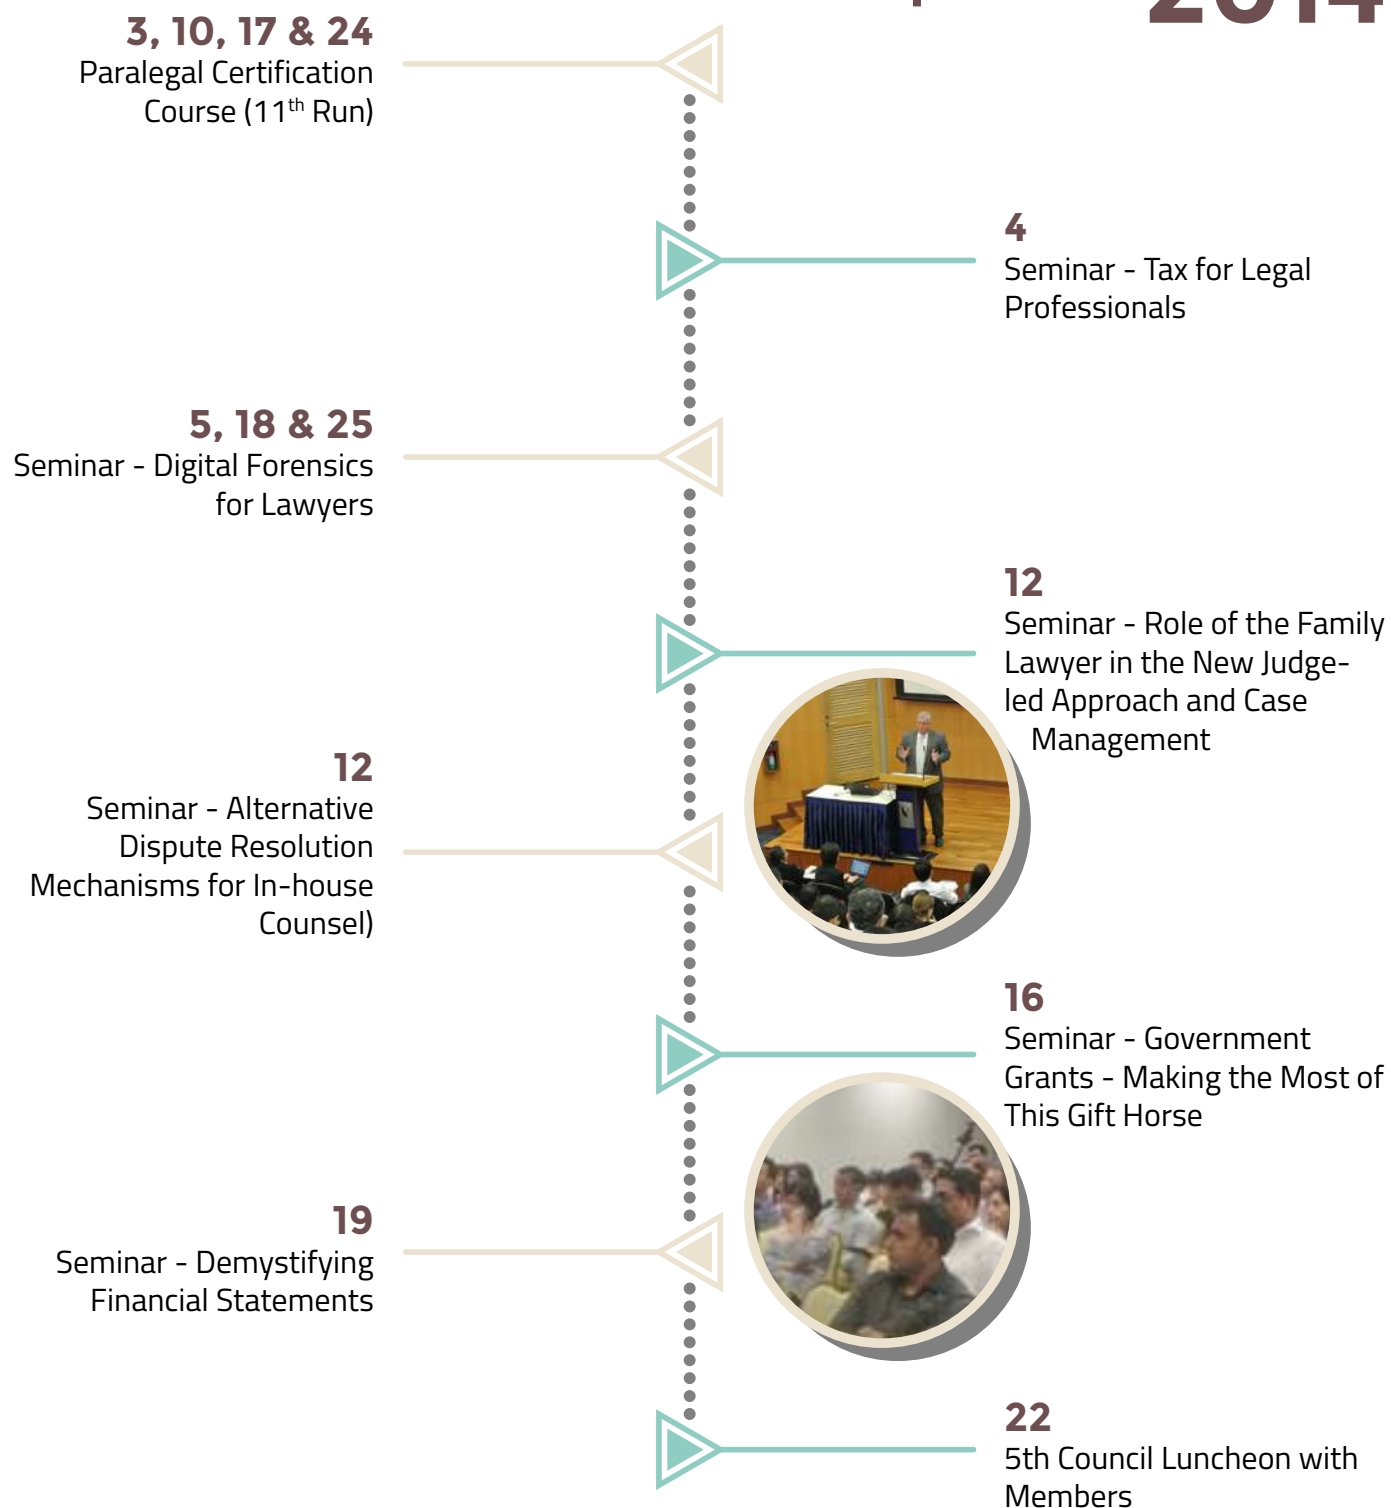 2014
3, 10, 17 & 24
Paralegal Certification
Course (11th Run)
4
Seminar - Tax for Legal
Professionals
5, 18 & 25
Seminar - Digital Forensics
for Lawyers
12
Seminar - Role of the Family
Lawyer in the New Judge-
led Approach and Case
Management
12
Seminar - Alternative
Dispute Resolution
Mechanisms for In-house
Counsel)
16
Seminar - Government
Grants - Making the Most of
This Gift Horse
19
Seminar - Demystifying
Financial Statements
22
5th Council Luncheon with
Members